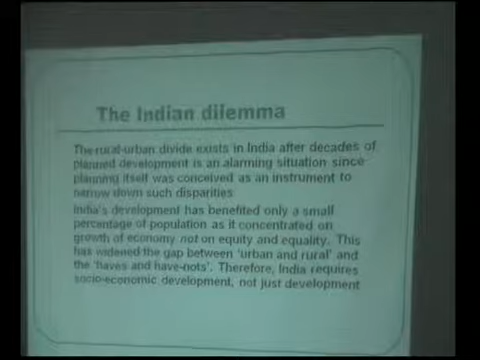 The Indian dilemma
The rural-urban divide exists in India after decades of
planned development is an alarming situation since
planning itself was conceived as an instrument to
narrow down such disparities
India's development has benefited only a small
percentage of population as it concentrated on
growth of economy not on equity and equality. This
has widened the gap between 'urban and rural' and
the 'haves and have-nots'. Therefore, India requires
socio-economic development, not just development